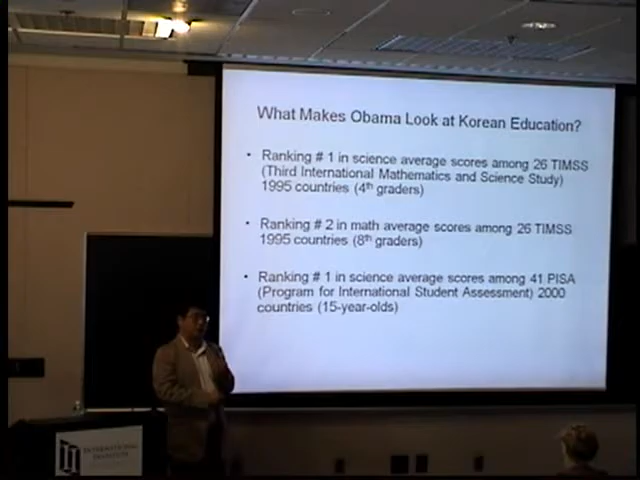 What Makes Obama Look at Korean Education?
• Ranking # 1 in science average scores among 26 TIMSS
(Third International Mathematics and Science Study)
1995 countries (4th graders)
• Ranking # 2 in math average scores among 26 TIMSS
1995 countries (8th graders)
• Ranking # 1 in science average scores among 41 PISA
(Program for International Student Assessment) 2000
countries (15-year-olds)
INTERNATIONAL
INSTITUTE